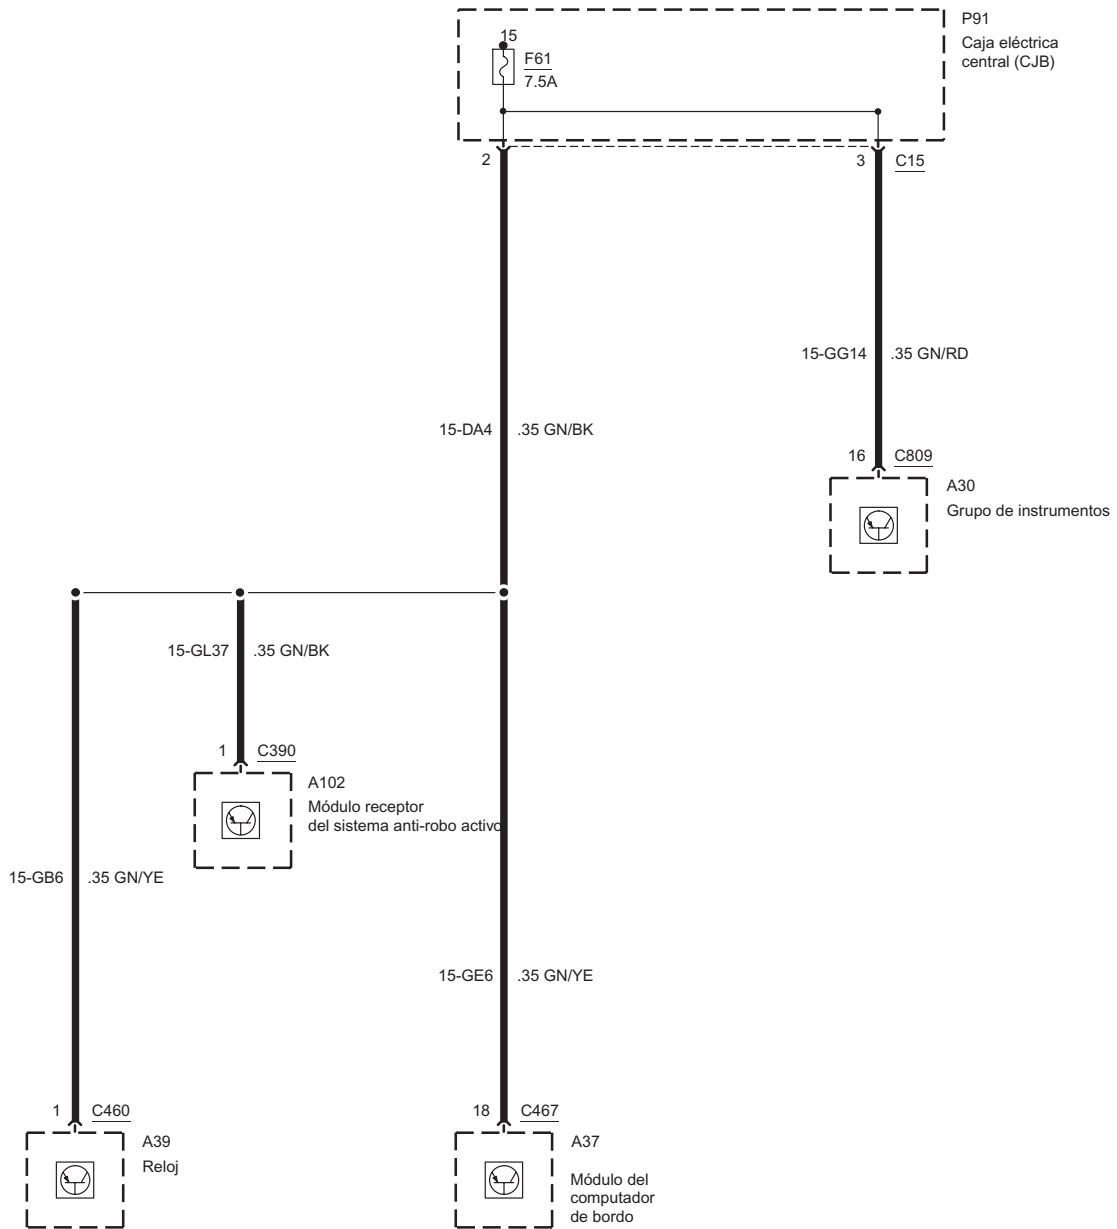 P91
15
Caja eléctrica
central (CJB)
F61
7.5A
2
3 C15
15-GG14 .35 GN/RD
15-DA4 .35 GN/BK
16 C809
A30
Grupo de instrumentos
15-GL37 .35 GN/BK
1 C390
A102
Módulo receptor
del sistema anti-robo activo
15-GB6 .35 GN/YE
15-GE6 .35 GN/YE
1 C460
18 C467
A39
Reloj
A37
Módulo del
computador
de bordo